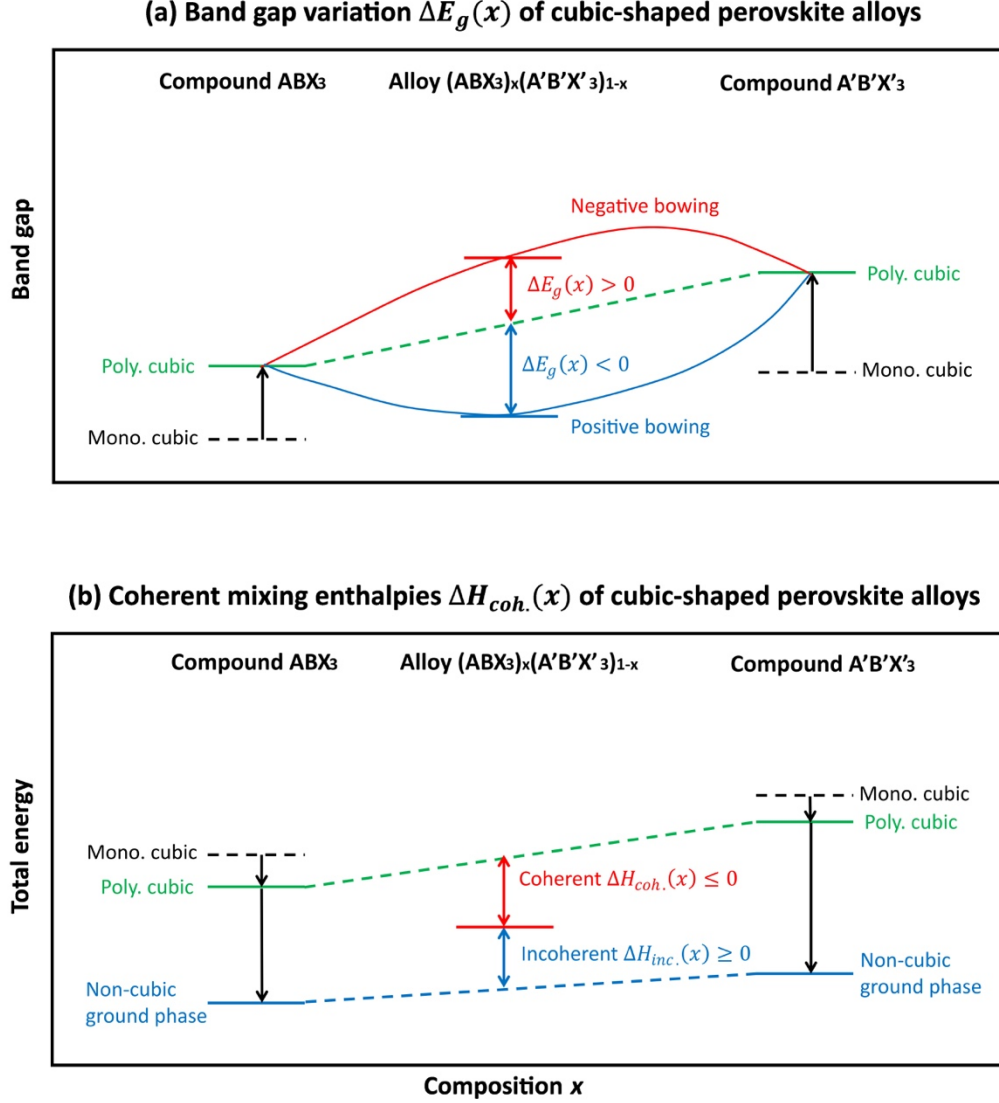 (a) Band gap variation ΔE_g(x) of cubic-shaped perovskite alloys
Compound ABX₃
Alloy (ABX₃)ₓ(A'B'X'₃)₁₋ₓ
Compound A'B'X'₃
Band gap
Negative bowing
Poly. cubic
ΔE_g(x) > 0
Poly. cubic
ΔE_g(x) < 0
Mono. cubic
Mono. cubic
Positive bowing
(b) Coherent mixing enthalpies ΔH_coh.(x) of cubic-shaped perovskite alloys
Compound ABX₃
Alloy (ABX₃)ₓ(A'B'X'₃)₁₋ₓ
Compound A'B'X'₃
Total energy
Mono. cubic
Poly. cubic
Mono. cubic
Poly. cubic
Coherent ΔH_coh.(x) ≤ 0
Incoherent ΔH_inc.(x) ≥ 0
Non-cubic
ground phase
Non-cubic
ground phase
Composition x